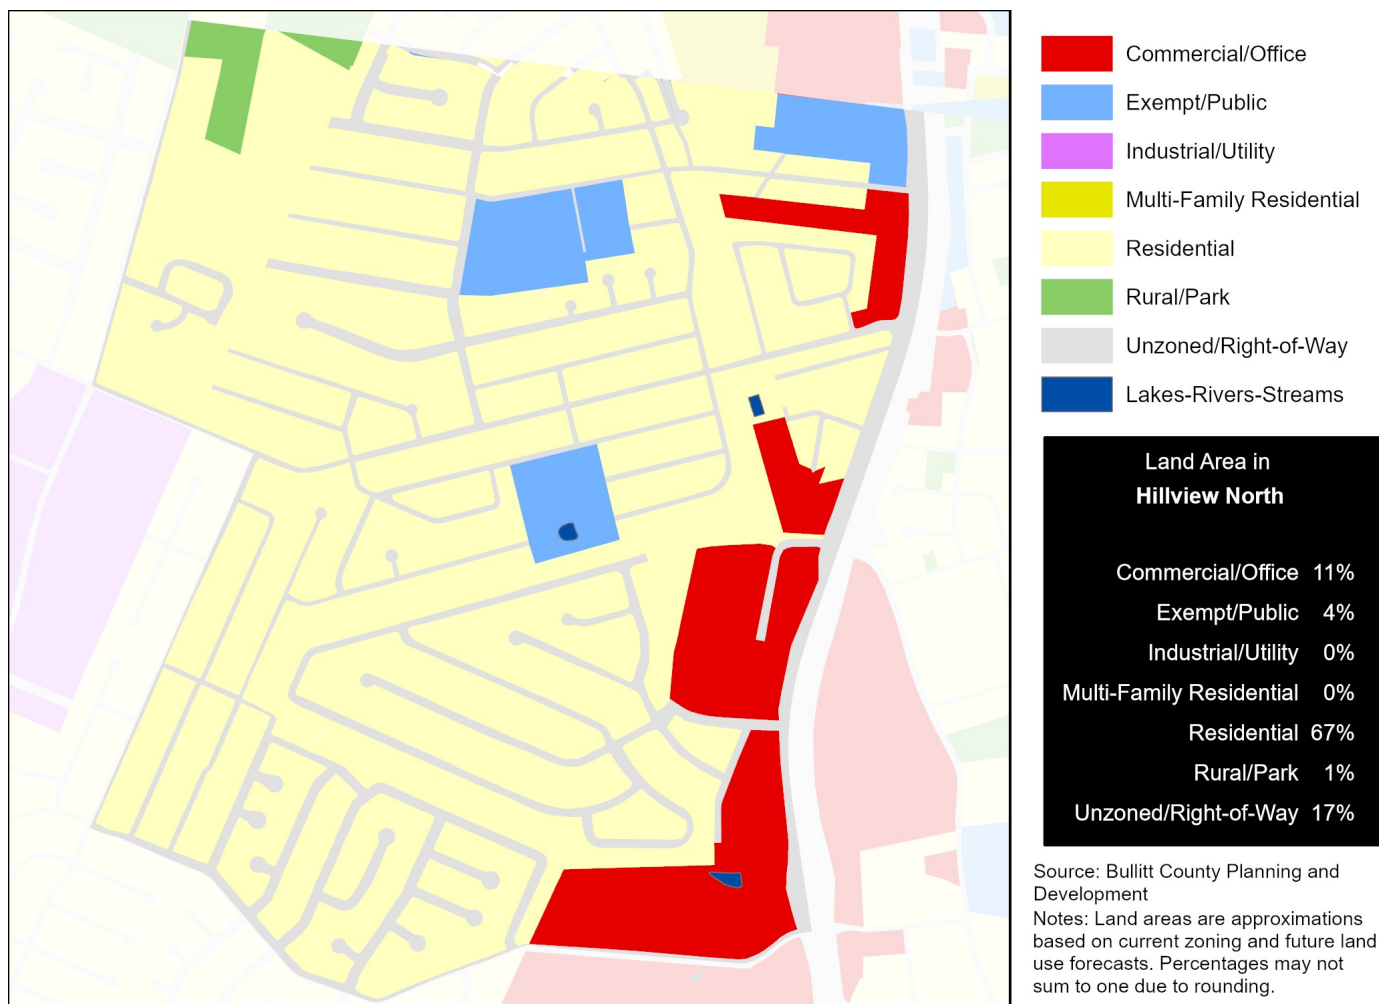 Commercial/Office
Exempt/Public
Industrial/Utility
Multi-Family Residential
Residential
Rural/Park
Unzoned/Right-of-Way
Lakes-Rivers-Streams
Land Area in
Hillview North
Commercial/Office 11%
Exempt/Public 4%
Industrial/Utility 0%
Multi-Family Residential 0%
Residential 67%
Rural/Park 1%
Unzoned/Right-of-Way 17%
Source: Bullitt County Planning and
Development
Notes: Land areas are approximations
based on current zoning and future land
use forecasts. Percentages may not
sum to one due to rounding.